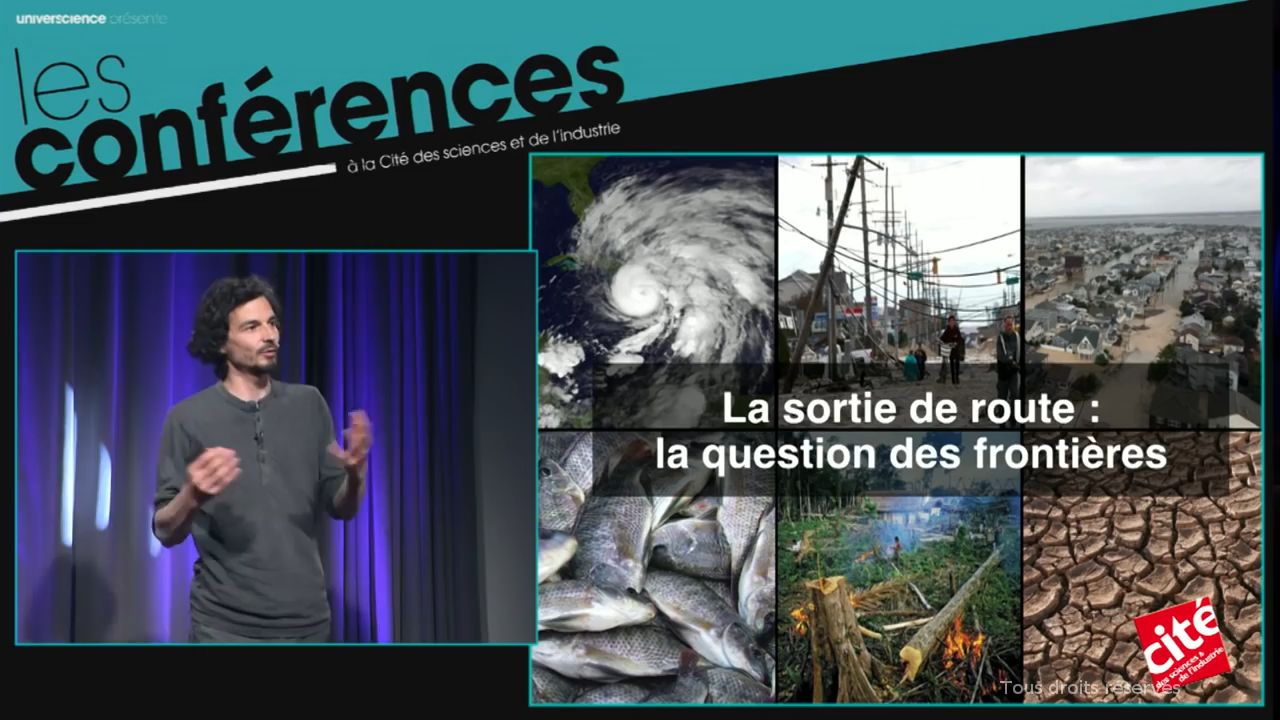 universcience présente
les
conférences
à la Cité des sciences et de l'industrie
La sortie de route :
la question des frontières
cité
des sciences &
de l'industrie
Tous droits réservés